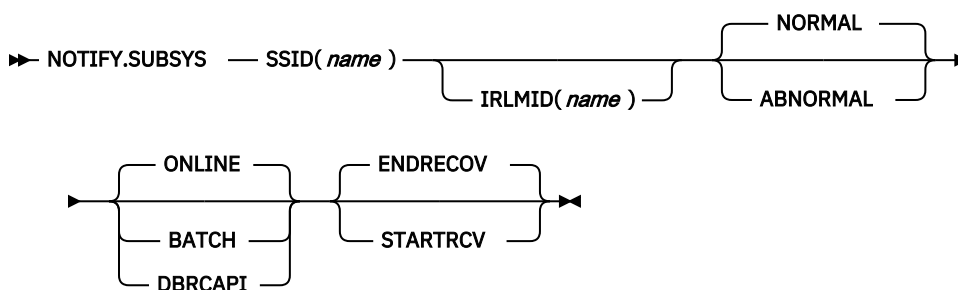 NORMAL
NOTIFY.SUBSYS SSID( name )
IRLMID( name ) ABNORMAL
ONLINE ENDRECOV
BATCH STARTRCV
DBRCAPI